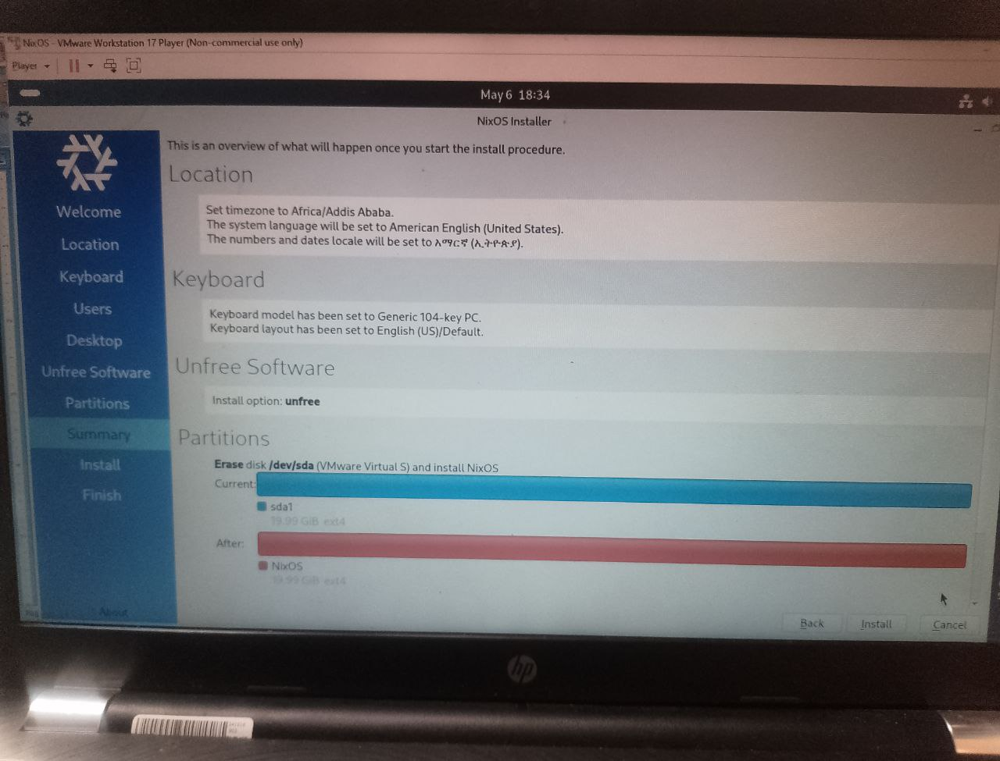 NixOS - VMware Workstation 17 Player (Non-commercial use only)
Player
May 6 18:34
NixOS Installer
This is an overview of what will happen once you start the install procedure.
Welcome
Location
Keyboard
Users
Desktop
Unfree Software
Partitions
Summary
Install
Finish
About
Location
Set timezone to Africa/Addis Ababa.
The system language will be set to American English (United States).
The numbers and dates locale will be set to አማርኛ (ኢትዮጵያ).
Keyboard
Keyboard model has been set to Generic 104-key PC.
Keyboard layout has been set to English (US)/Default.
Unfree Software
Install option: unfree
Partitions
Erase disk /dev/sda (VMware Virtual S) and install NixOS
Current:
sda1
19.99 GiB ext4
After:
NixOS
19.99 GiB ext4
Back
Install
Cancel
hp